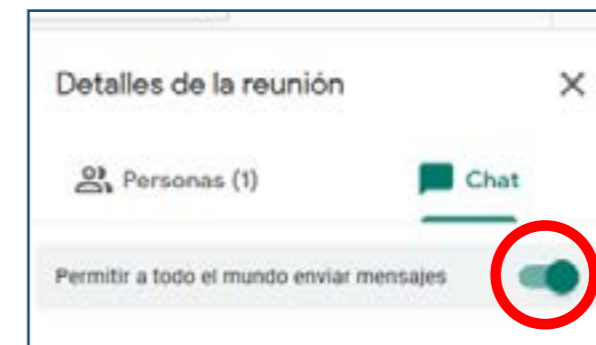 Detalles de la reunión
Personas (1)
Chat
Permitir a todo el mundo enviar mensajes